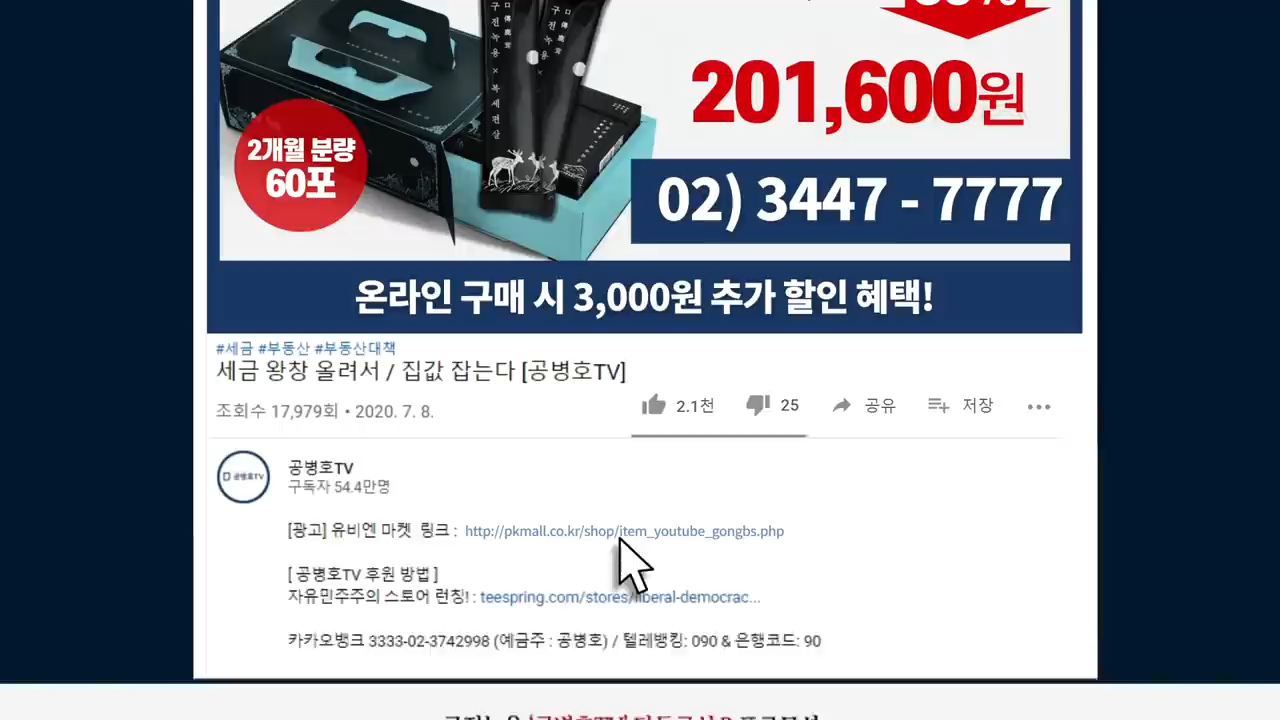 201,600원
2개월 분량
60포
02) 3447 - 7777
온라인 구매 시 3,000원 추가 할인 혜택!
#세금 #부동산 #부동산대책
세금 왕창 올려서 / 집값 잡는다 [공병호TV]
조회수 17,979회 • 2020. 7. 8.
2.1천 25 공유 저장
공병호TV
공병호TV
구독자 54.4만명
[광고] 유비엔 마켓 링크 : http://pkmall.co.kr/shop/item_youtube_gongbs.php
[ 공병호TV 후원 방법 ]
자유민주주의 스토어 런칭! : teespring.com/stores/liberal-democrac...
카카오뱅크 3333-02-3742998 (예금주 : 공병호) / 텔레뱅킹: 090 & 은행코드: 90